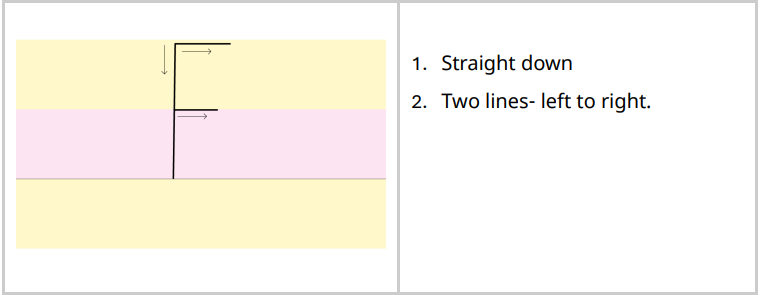 F
1. Straight down
2. Two lines- left to right.